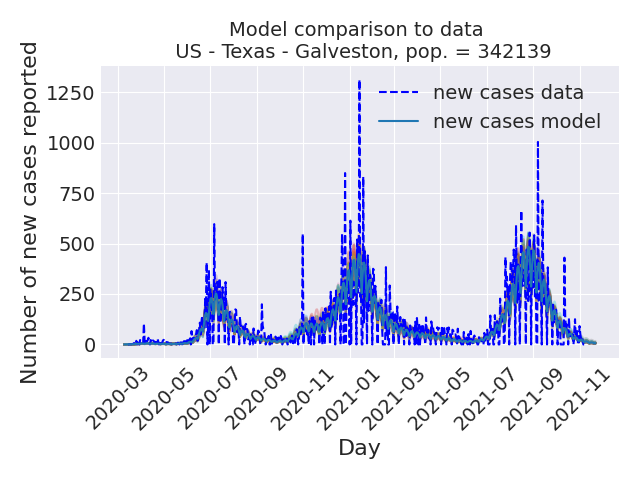 Model comparison to data
US - Texas - Galveston, pop. = 342139
Number of new cases reported
1250
1000
750
500
250
0
new cases data
new cases model
2020-03
2020-05
2020-07
2020-09
2020-11
2021-01
2021-03
2021-05
2021-07
2021-09
2021-11
Day